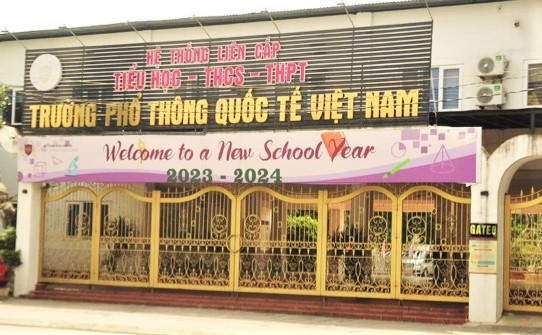 HỆ THỐNG LIÊN CẤP
TIỂU HỌC - THCS - THPT
TRƯỜNG PHỔ THÔNG QUỐC TẾ VIỆT NAM
Welcome to a New School Year
2023 - 2024
GATE